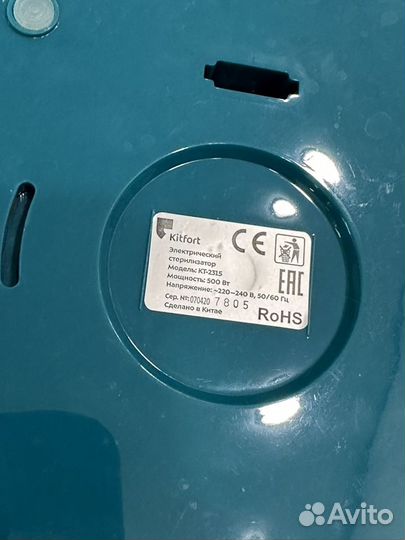 Kitfort
CE
Электрический
стерилизатор
Модель: КТ-2315
Мощность: 500 Вт
Напряжение: ~220–240 В, 50/60 Гц
Сер. №: 070420 7805
Сделано в Китае
EAC
RoHS
Avito